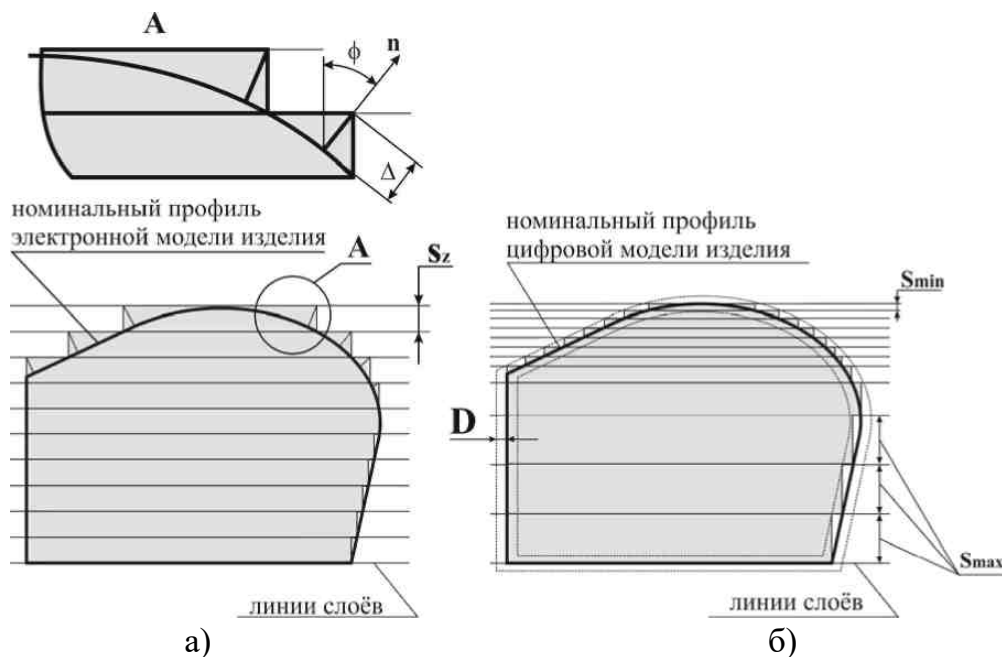 A
ϕ
n
Δ
номинальный профиль
электронной модели изделия
A
Sz
линии слоёв
а)
номинальный профиль
цифровой модели изделия
Smin
D
Smax
линии слоёв
б)